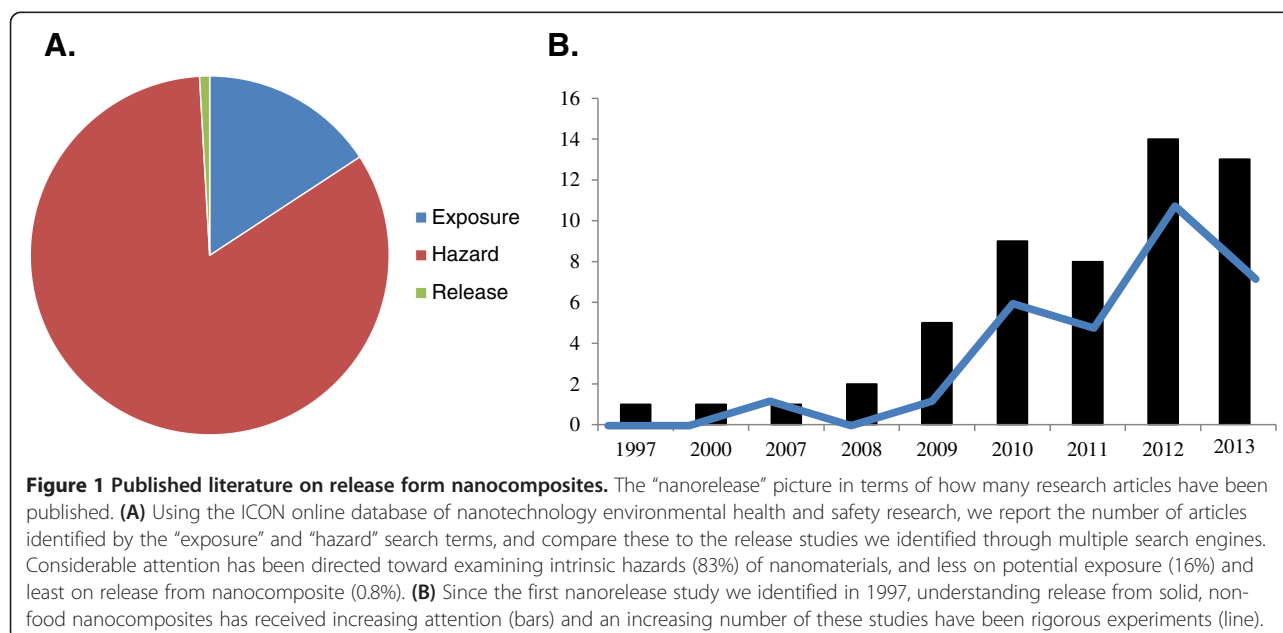 A.
Exposure
Hazard
Release
B.
16
14
12
10
8
6
4
2
0
1997 2000 2007 2008 2009 2010 2011 2012 2013
Figure 1 Published literature on release form nanocomposites. The “nanorelease” picture in terms of how many research articles have been
published. (A) Using the ICON online database of nanotechnology environmental health and safety research, we report the number of articles
identified by the “exposure” and “hazard” search terms, and compare these to the release studies we identified through multiple search engines.
Considerable attention has been directed toward examining intrinsic hazards (83%) of nanomaterials, and less on potential exposure (16%) and
least on release from nanocomposite (0.8%). (B) Since the first nanorelease study we identified in 1997, understanding release from solid, non-
food nanocomposites has received increasing attention (bars) and an increasing number of these studies have been rigorous experiments (line).